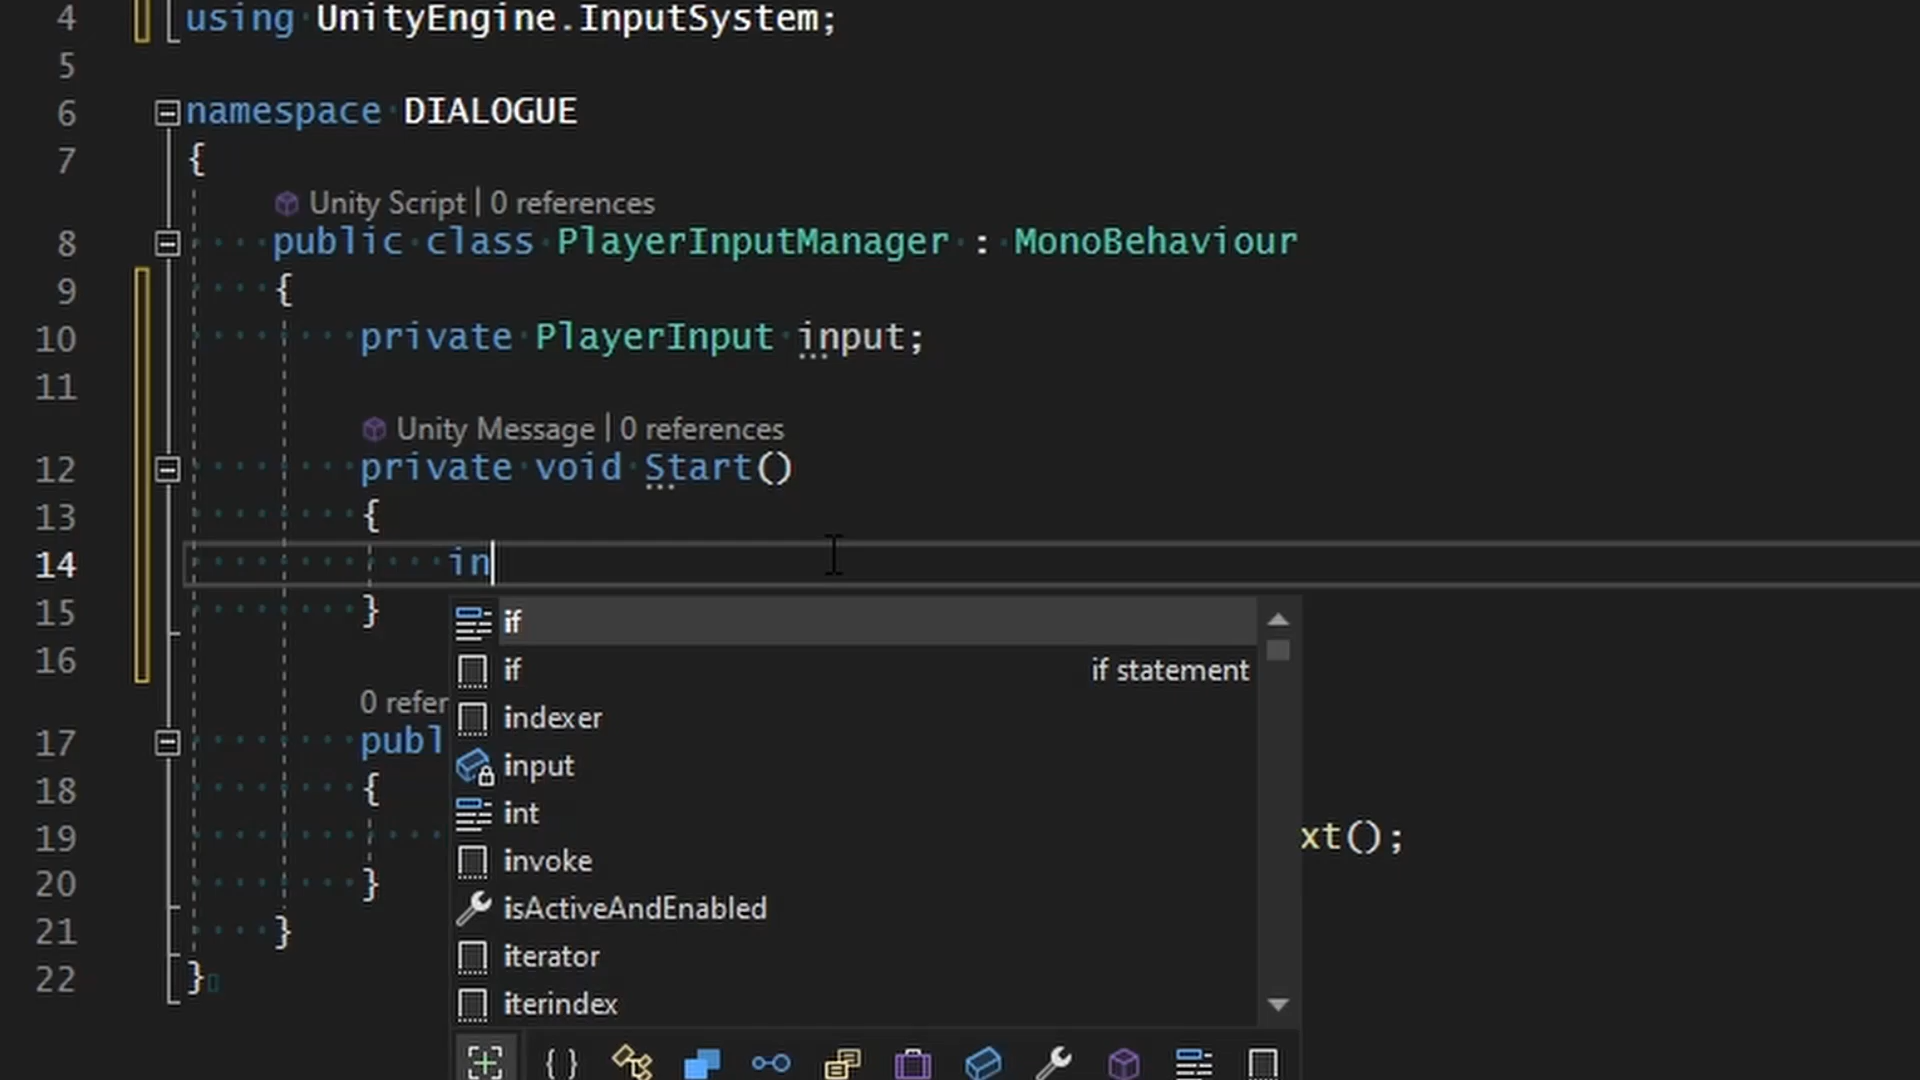 4 using UnityEngine.InputSystem;
5
6 namespace DIALOGUE
7 {
Unity Script | 0 references
8 public class PlayerInputManager : MonoBehaviour
9 {
10 private PlayerInput input;
11
Unity Message | 0 references
12 private void Start()
13 {
14 in
15 }
16
0 refer
17 publ
18 {
19 xt();
20 }
21 }
22 }
if
if if statement
indexer
input
int
invoke
isActiveAndEnabled
iterator
iterindex